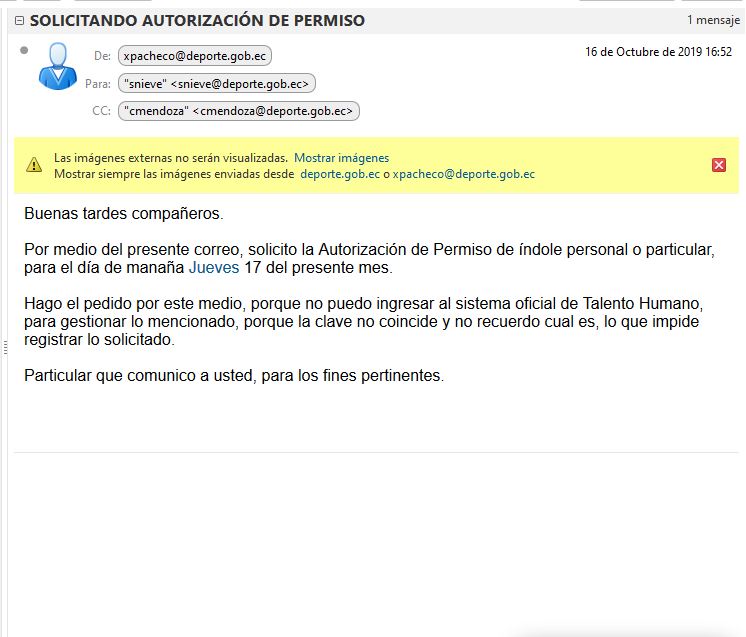 SOLICITANDO AUTORIZACIÓN DE PERMISO
1 mensaje
De: xpacheco@deporte.gob.ec
16 de Octubre de 2019 16:52
Para: "snieve" <snieve@deporte.gob.ec>
CC: "cmendoza" <cmendoza@deporte.gob.ec>
Las imágenes externas no serán visualizadas. Mostrar imágenes
Mostrar siempre las imágenes enviadas desde deporte.gob.ec o xpacheco@deporte.gob.ec
Buenas tardes compañeros.
Por medio del presente correo, solicito la Autorización de Permiso de índole personal o particular,
para el día de manaña Jueves 17 del presente mes.
Hago el pedido por este medio, porque no puedo ingresar al sistema oficial de Talento Humano,
para gestionar lo mencionado, porque la clave no coincide y no recuerdo cual es, lo que impide
registrar lo solicitado.
Particular que comunico a usted, para los fines pertinentes.